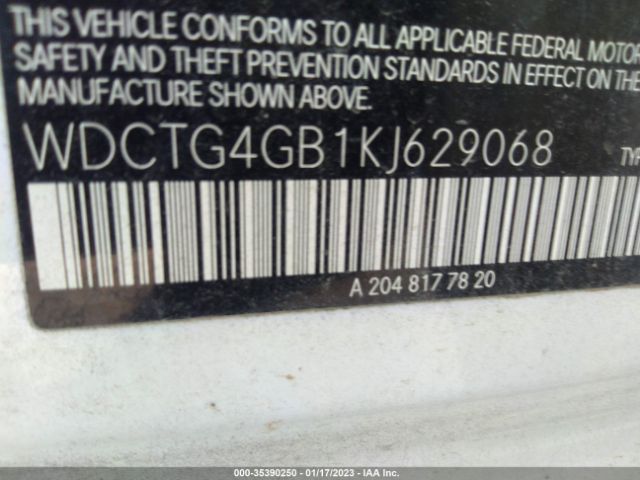 THIS VEHICLE CONFORMS TO ALL APPLICABLE FEDERAL MOTOR
SAFETY AND THEFT PREVENTION STANDARDS IN EFFECT ON THE
MANUFACTURE SHOWN ABOVE.
WDCTG4GB1KJ629068 TYP
A 204 817 78 20
000-35390250 - 01/17/2023 - IAA Inc.